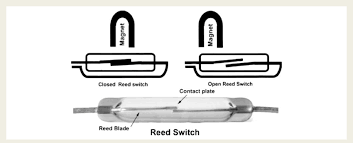 Magnet
Magnet
Closed Reed switch
Open Reed Switch
Contact plate
Reed Blade
Reed Switch